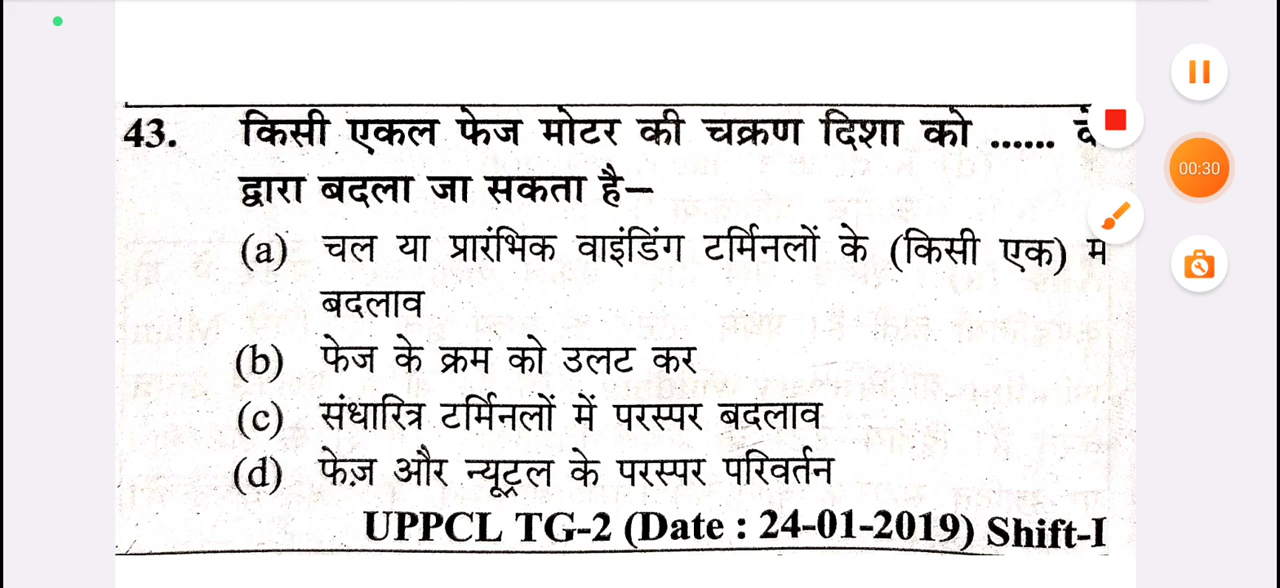 43. किसी एकल फेज मोटर की चक्रण दिशा को ......
द्वारा बदला जा सकता है–
(a) चल या प्रारंभिक वाइंडिंग टर्मिनलों के (किसी एक)
बदलाव
(b) फेज के क्रम को उलट कर
(c) संधारित्र टर्मिनलों में परस्पर बदलाव
(d) फेज़ और न्यूट्रल के परस्पर परिवर्तन
UPPCL TG-2 (Date : 24-01-2019) Shift-I
00:30